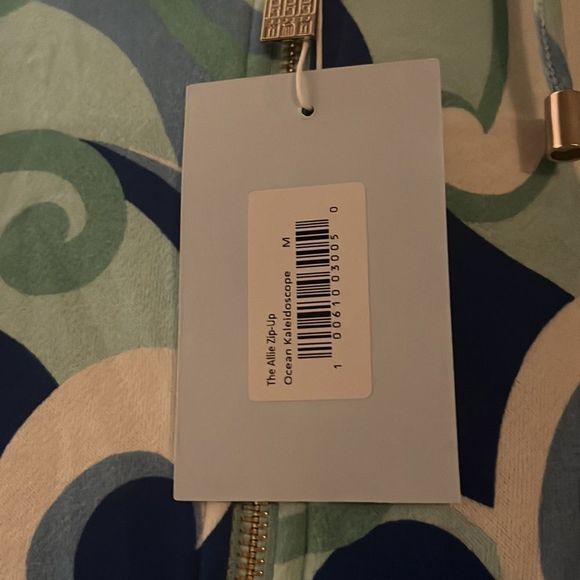 The Allie Zip-Up
Ocean Kaleidoscope M
1 00610 03005 0